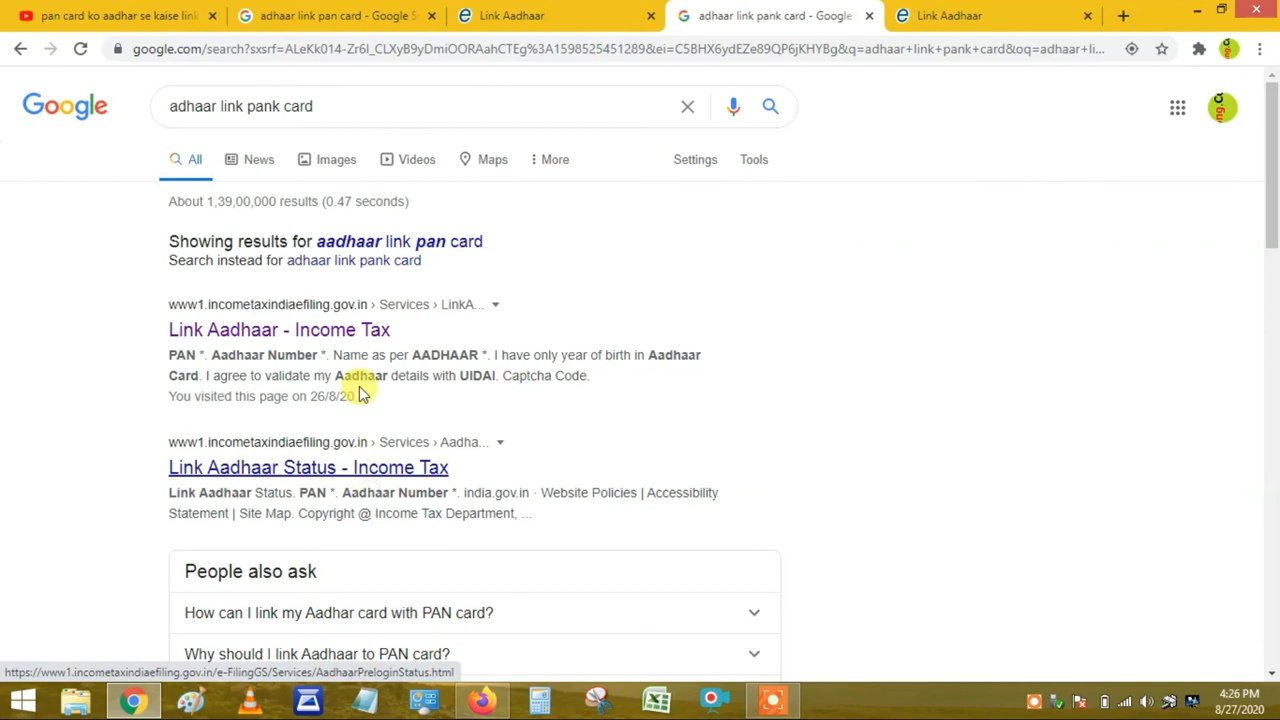 pan card ko aadhar se kaise link
adhaar link pan card - Google S
Link Aadhaar
adhaar link pank card - Google
Link Aadhaar
google.com/search?sxsrf=ALeKk014-Zr6I_CLXyB9yDmiOORAahCTEg%3A1598525451289&ei=C5BHX6ydEZe89QP6jKHYBg&q=adhaar+link+pank+card&oq=adhaar+li...
Google
adhaar link pank card
All
News
Images
Videos
Maps
More
Settings
Tools
About 1,39,00,000 results (0.47 seconds)
Showing results for aadhaar link pan card
Search instead for adhaar link pank card
www1.incometaxindiaefiling.gov.in › Services › LinkA...
Link Aadhaar - Income Tax
PAN *. Aadhaar Number *. Name as per AADHAAR *. I have only year of birth in Aadhaar
Card. I agree to validate my Aadhaar details with UIDAI. Captcha Code.
You visited this page on 26/8/20.
www1.incometaxindiaefiling.gov.in › Services › Aadha...
Link Aadhaar Status - Income Tax
Link Aadhaar Status. PAN *. Aadhaar Number *. india.gov.in · Website Policies | Accessibility
Statement | Site Map. Copyright @ Income Tax Department, ...
People also ask
How can I link my Aadhar card with PAN card?
Why should I link Aadhaar to PAN card?
https://www1.incometaxindiaefiling.gov.in/e-FilingGS/Services/AadhaarPreloginStatus.html
4:26 PM
8/27/2020